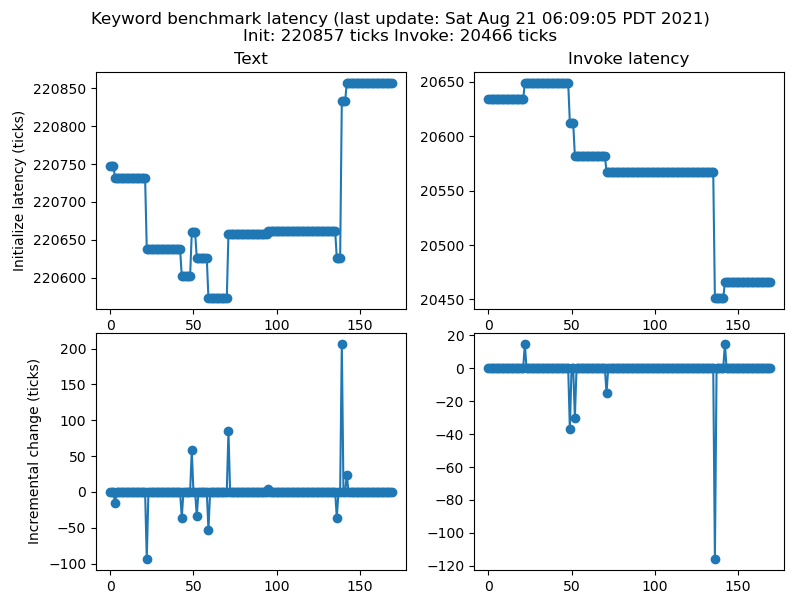 Keyword benchmark latency (last update: Sat Aug 21 06:09:05 PDT 2021)
Init: 220857 ticks Invoke: 20466 ticks
Text
Invoke latency
Initialize latency (ticks)
220850
220800
220750
220700
220650
220600
0 50 100 150
20650
20600
20550
20500
20450
0 50 100 150
Incremental change (ticks)
200
150
100
50
0
−50
−100
0 50 100 150
20
0
−20
−40
−60
−80
−100
−120
0 50 100 150